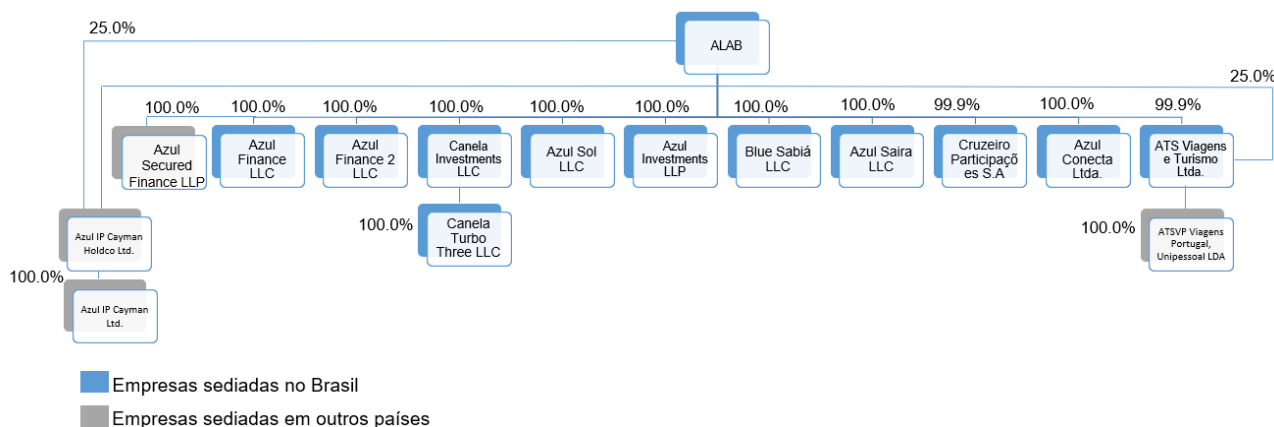 25.0%
ALAB
25.0%
100.0%
100.0%
100.0%
100.0%
100.0%
100.0%
100.0%
100.0%
99.9%
100.0%
99.9%
Azul
Secured
Finance LLP
Azul
Finance
LLC
Azul
Finance 2
LLC
Canela
Investments
LLC
Azul Sol
LLC
Azul
Investments
LLP
Blue Sabiá
LLC
Azul Saira
LLC
Cruzeiro
Participaçõ
es S.A
Azul
Conecta
Ltda.
ATS Viagens
e Turismo
Ltda.
100.0%
Canela
Turbo
Three LLC
100.0%
ATSVP Viagens
Portugal,
Unipessoal LDA
Azul IP Cayman
Holdco Ltd.
100.0%
Azul IP Cayman
Ltd.
Empresas sediadas no Brasil
Empresas sediadas em outros países